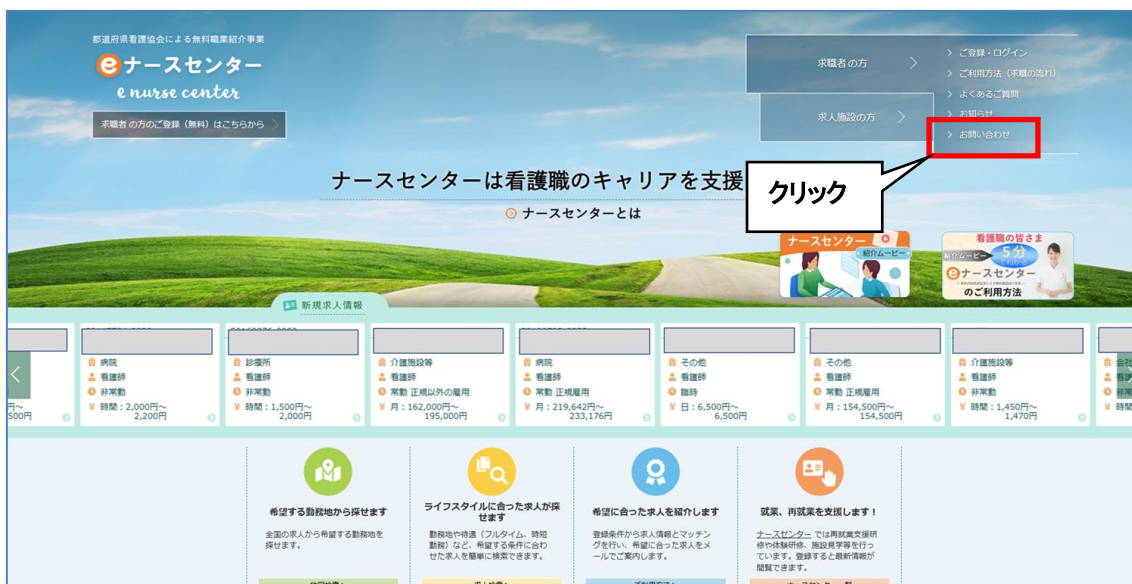 都道府県看護協会による無料職業紹介事業
eナースセンター
e nurse center
求職者の方のご登録（無料）はこちらから
求職者の方
求人施設の方
ご登録・ログイン
ご利用方法（求職の流れ）
よくあるご質問
お知らせ
お問い合わせ
クリック
ナースセンターは看護職のキャリアを支援
ナースセンターとは
ナースセンター
紹介ムービー
看護職の皆さま
紹介ムービー
5分
eナースセンター
のご利用方法
新規求人情報
円～
500円
病院
看護師
非常勤
時間：2,000円～
2,200円
診療所
看護師
非常勤
時間：1,500円～
2,000円
介護施設等
看護師
常勤 正規以外の雇用
月：162,000円～
195,000円
病院
看護師
常勤 正規雇用
月：219,642円～
233,176円
その他
看護師
臨時
日：6,500円～
6,500円
その他
看護師
常勤 正規雇用
月：154,500円～
154,500円
介護施設等
看護師
非常勤
時間：1,450円～
1,470円
会社
時間
希望する勤務地から探せます
全国の求人から希望する勤務地を
探せます。
ライフスタイルに合った求人が探
せます
勤務地や待遇（フルタイム、時短
勤務）など、希望する条件に合わ
せた求人を簡単に検索できます。
希望に合った求人を紹介します
登録条件から求人情報とマッチン
グを行い、希望に合った求人をメ
ールでご案内します。
就業、再就業を支援します！
ナースセンター では再就業支援研
修や体験研修、施設見学等を行っ
ています。登録すると最新情報が
閲覧できます。